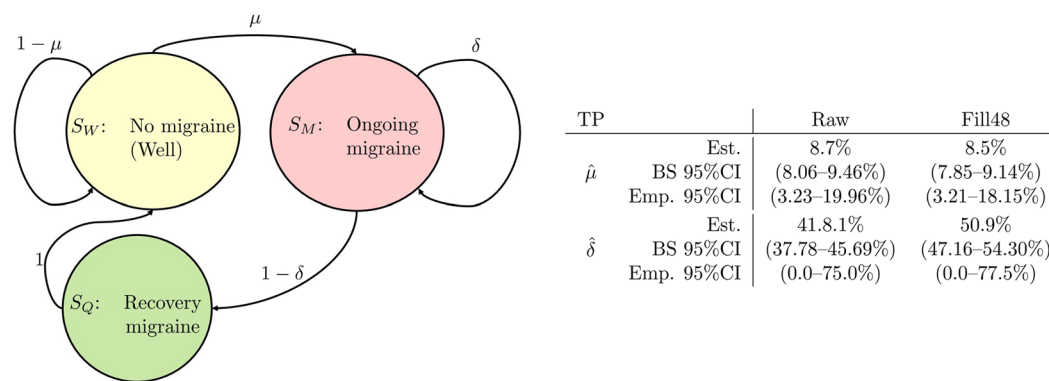 μ
1 − μ
δ
S_W: No migraine
(Well)
S_M: Ongoing
migraine
1
1 − δ
S_Q: Recovery
migraine
TP Raw Fill48
Est. 8.7% 8.5%
μ̂ BS 95%CI (8.06–9.46%) (7.85–9.14%)
Emp. 95%CI (3.23–19.96%) (3.21–18.15%)
Est. 41.8.1% 50.9%
δ̂ BS 95%CI (37.78–45.69%) (47.16–54.30%)
Emp. 95%CI (0.0–75.0%) (0.0–77.5%)